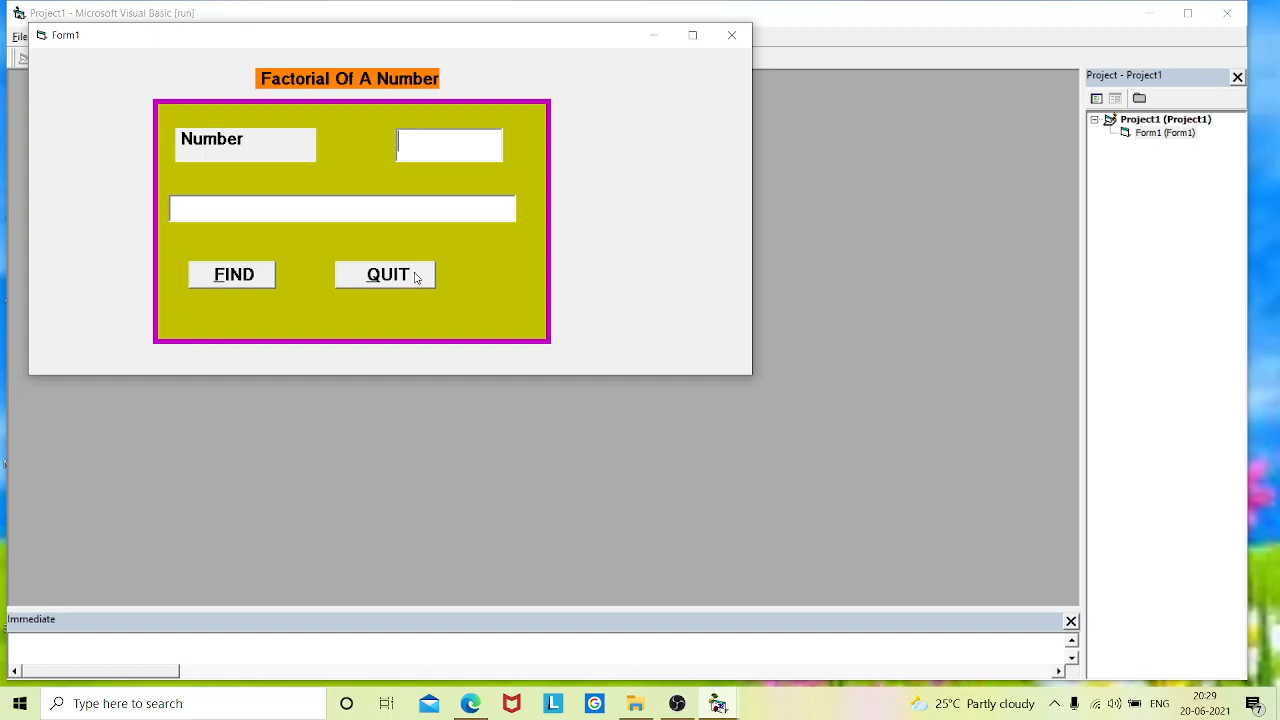 Project1 - Microsoft Visual Basic [run]
File
Form1
Factorial Of A Number
Number
FIND
QUIT
Project - Project1
Project1 (Project1)
Form1 (Form1)
Immediate
Type here to search
25°C Partly cloudy
ENG
20:29
20-06-2021
7